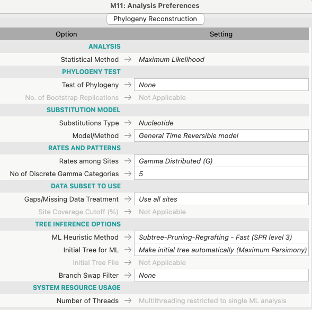 M11: Analysis Preferences
Phylogeny Reconstruction
Option Setting
ANALYSIS
Statistical Method → Maximum Likelihood
PHYLOGENY TEST
Test of Phylogeny → None
No. of Bootstrap Replications → Not Applicable
SUBSTITUTION MODEL
Substitutions Type → Nucleotide
Model/Method → General Time Reversible model
RATES AND PATTERNS
Rates among Sites → Gamma Distributed (G)
No of Discrete Gamma Categories → 5
DATA SUBSET TO USE
Gaps/Missing Data Treatment → Use all sites
Site Coverage Cutoff (%) → Not Applicable
TREE INFERENCE OPTIONS
ML Heuristic Method → Subtree-Pruning-Regrafting - Fast (SPR level 3)
Initial Tree for ML → Make initial tree automatically (Maximum Parsimony)
Initial Tree File → Not Applicable
Branch Swap Filter → None
SYSTEM RESOURCE USAGE
Number of Threads → Multithreading restricted to single ML analysis